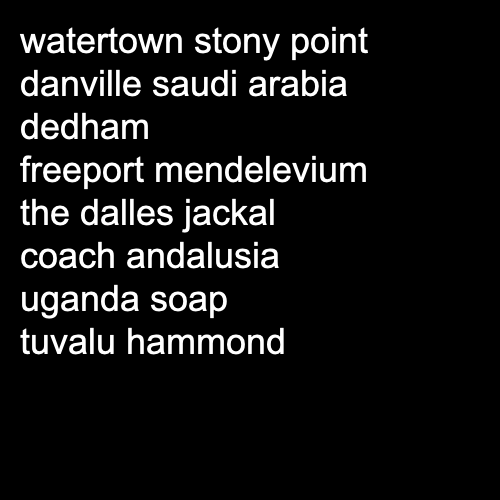 watertown stony point
danville saudi arabia
dedham
freeport mendelevium
the dalles jackal
coach andalusia
uganda soap
tuvalu hammond